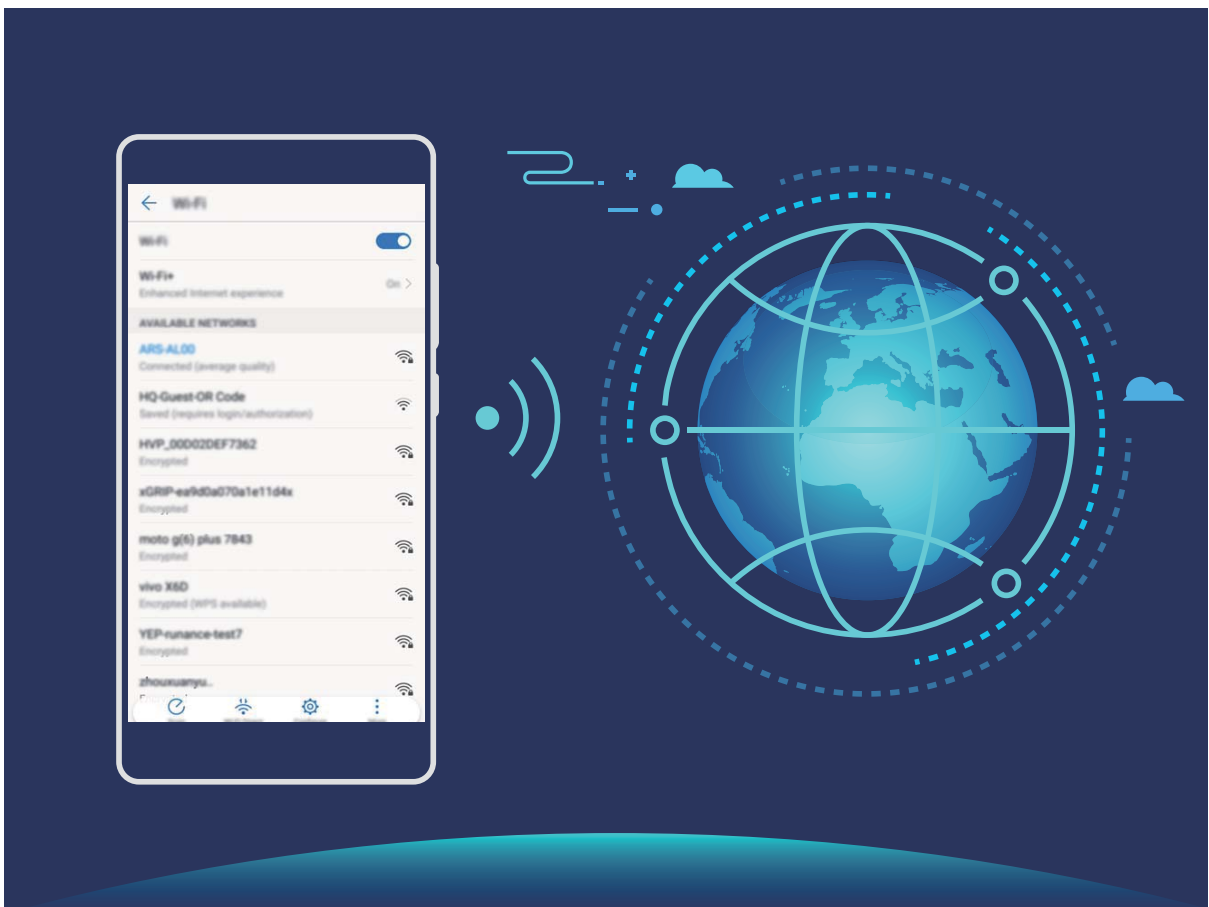 Wi-Fi
Wi-Fi
Wi-Fi+
Enhanced Internet experience
On
AVAILABLE NETWORKS
ARS-AL00
Connected (average quality)
HQ-Guest-OR Code
Saved (requires login/authorization)
HVP_00D02DEF7362
Encrypted
xGRIP-ea9d0a070a1e11d4x
Encrypted
moto g(6) plus 7843
Encrypted
vivo X6D
Encrypted (WPS available)
YEP-runance-test7
Encrypted
zhouxuanyu..